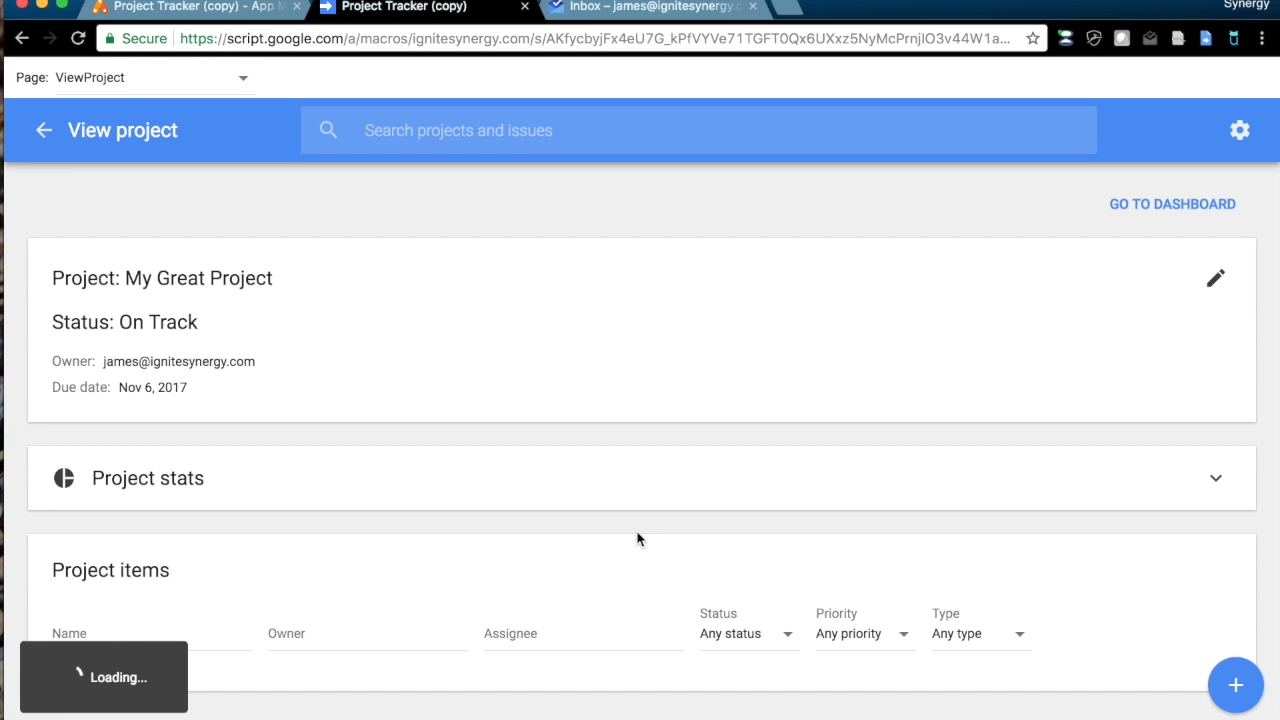 Project Tracker (copy) - App M
Project Tracker (copy)
Inbox – james@ignitesynergy.c
Synergy
Secure
https://script.google.com/a/macros/ignitesynergy.com/s/AKfycbyjFx4eU7G_kPfVYVe71TGFT0Qx6UXxz5NyMcPrnjlO3v44W1a...
Page: ViewProject
View project
Search projects and issues
GO TO DASHBOARD
Project: My Great Project
Status: On Track
Owner: james@ignitesynergy.com
Due date: Nov 6, 2017
Project stats
Project items
Name
Owner
Assignee
Status
Any status
Priority
Any priority
Type
Any type
Loading...